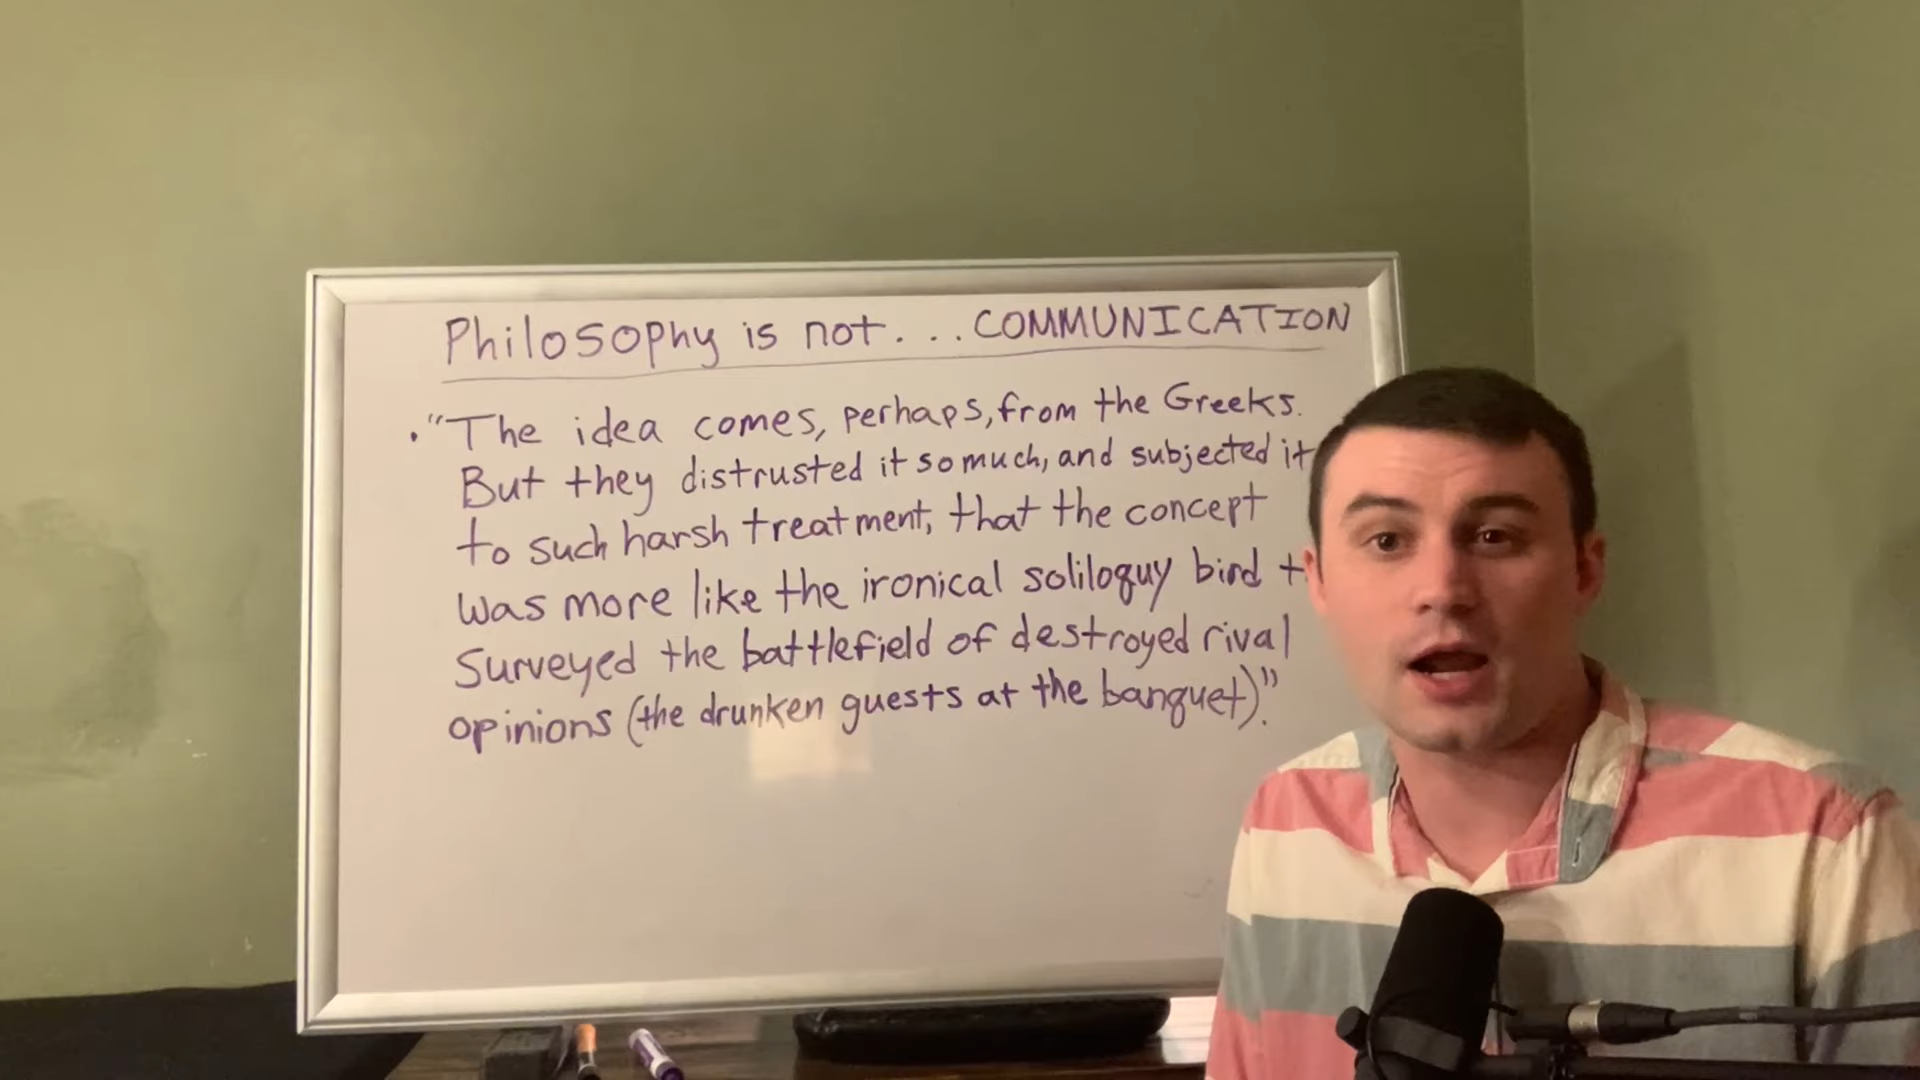 Philosophy is not... COMMUNICATION
• "The idea comes, perhaps, from the Greeks.
But they distrusted it so much, and subjected it
to such harsh treatment, that the concept
was more like the ironical soliloquy bird
surveyed the battlefield of destroyed rival
opinions (the drunken guests at the banquet)."